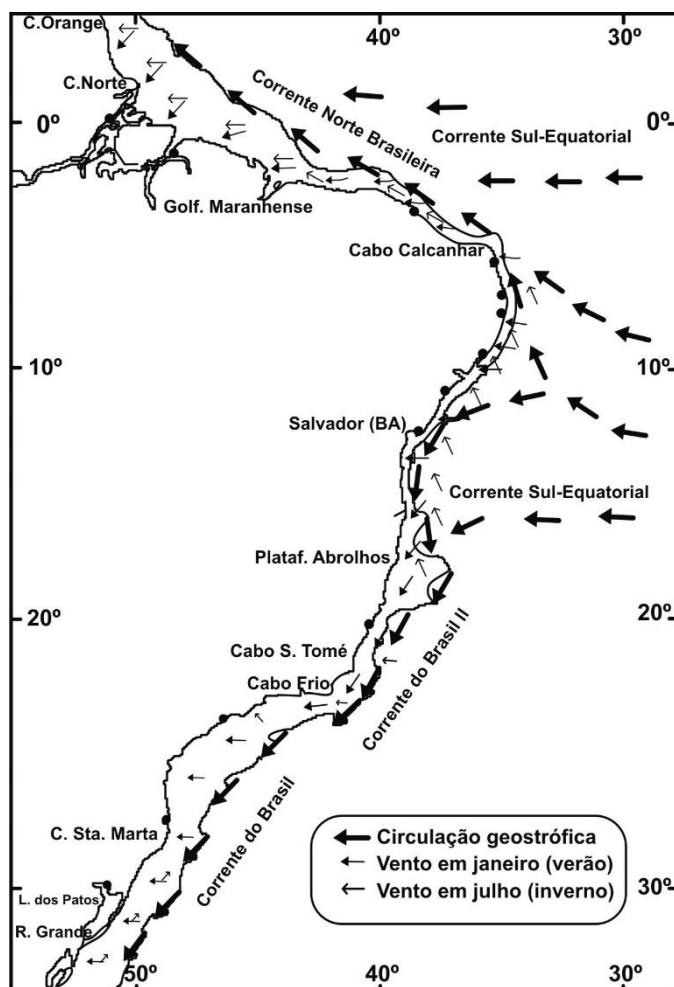 C.Orange
40º
30º
C.Norte
Corrente Norte Brasileira
0º
Corrente Sul-Equatorial
0º
Golf. Maranhense
Cabo Calcanhar
10º
10º
Salvador (BA)
Corrente Sul-Equatorial
Plataf. Abrolhos
20º
20º
Cabo S. Tomé
Cabo Frio
Corrente do Brasil II
Corrente do Brasil
C. Sta. Marta
Circulação geostrófica
Vento em janeiro (verão)
Vento em julho (inverno)
L. dos Patos
30º
R. Grande
50º
40º
30º